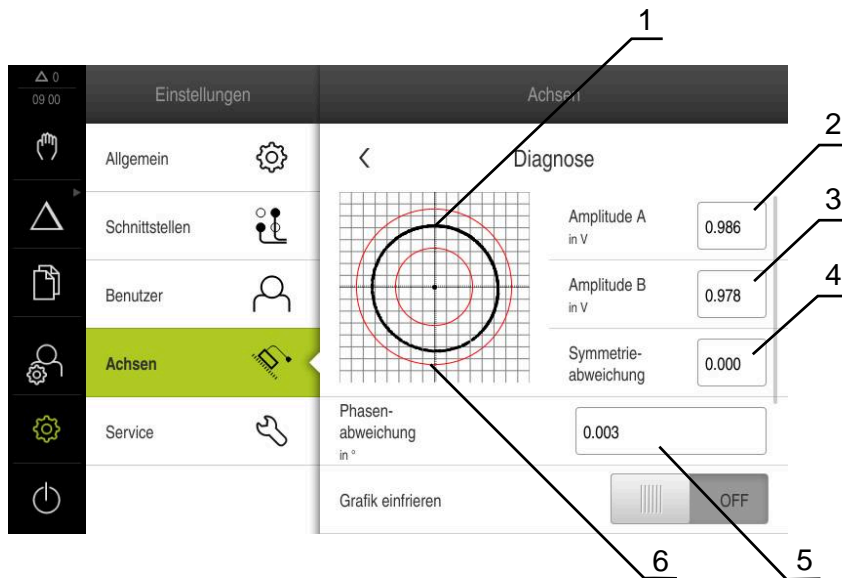 1
0
09 00
Einstellungen
Achsen
2
Allgemein
Diagnose
3
Amplitude A
in V
0.986
Schnittstellen
4
Amplitude B
in V
0.978
Benutzer
Symmetrie-
abweichung
0.000
Achsen
Phasen-
abweichung
in °
0.003
Service
Grafik einfrieren
OFF
6
5